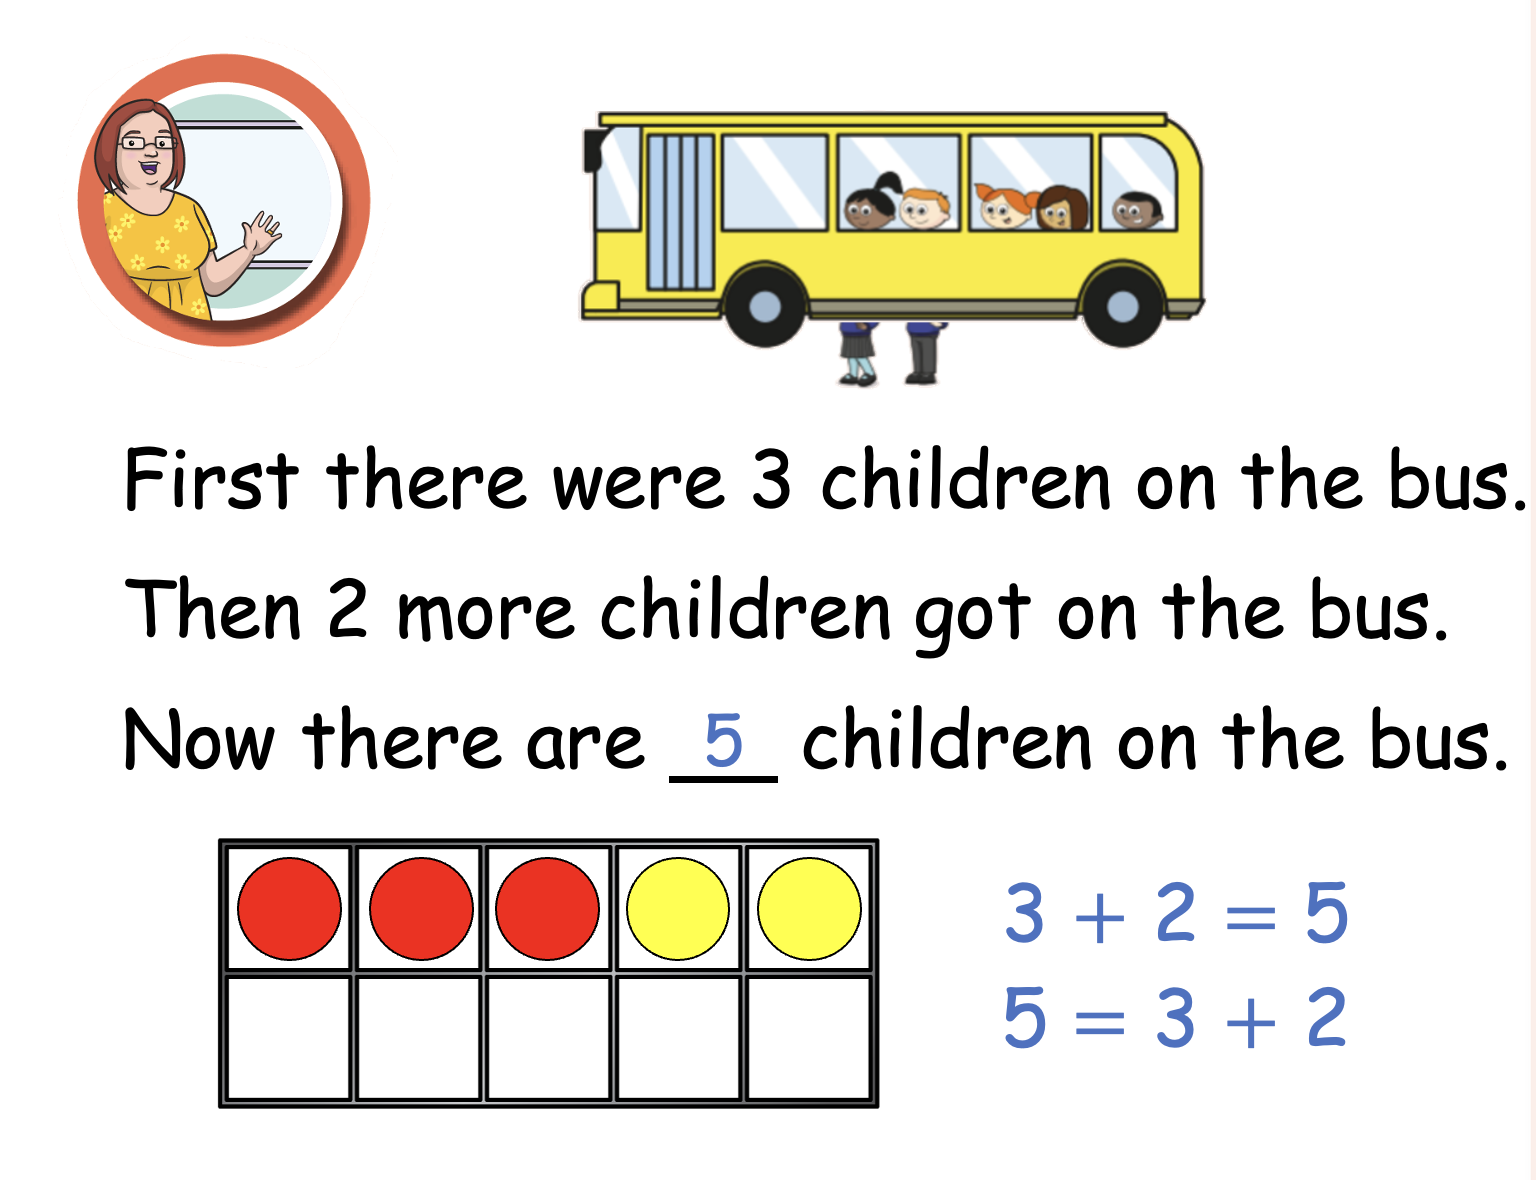 First there were 3 children on the bus.
Then 2 more children got on the bus.
Now there are 5 children on the bus.
3 + 2 = 5
5 = 3 + 2